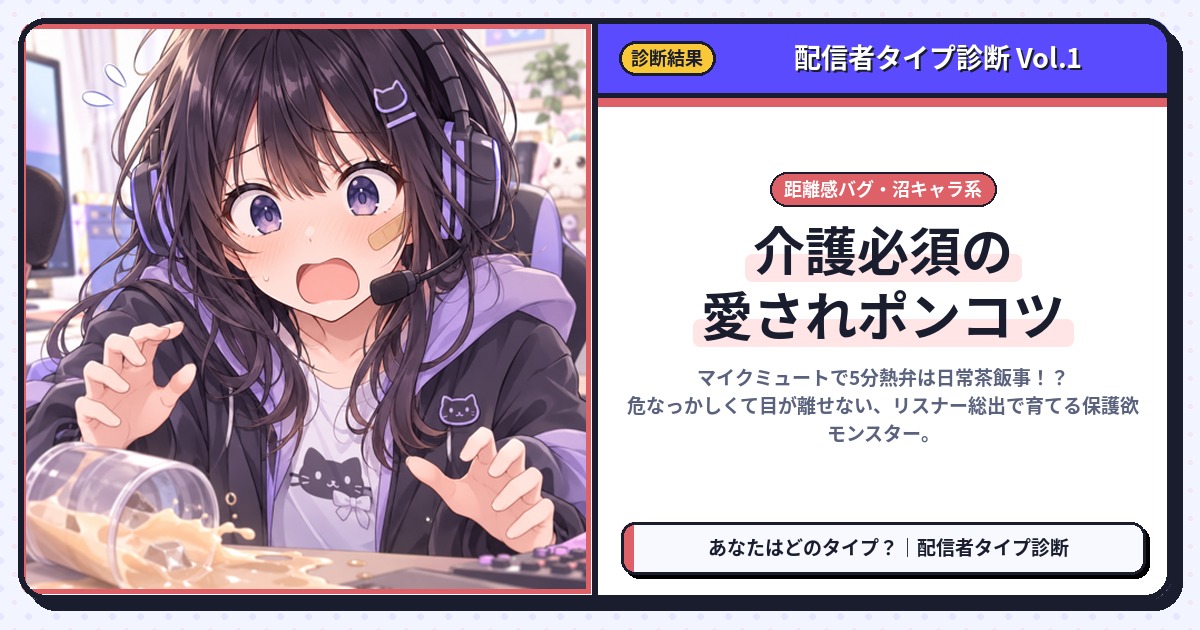 診断結果
配信者タイプ診断 Vol.1
距離感バグ・沼キャラ系
介護必須の
愛されポンコツ
マイクミュートで5分熱弁は日常茶飯事！？
危なっかしくて目が離せない、リスナー総出で育てる保護欲
モンスター。
あなたはどのタイプ？｜配信者タイプ診断